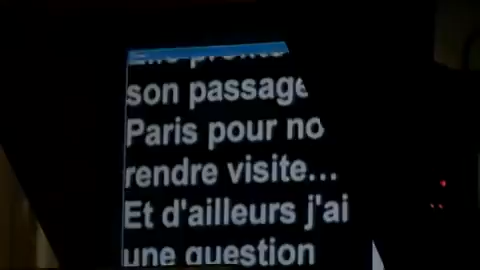 son passage
Paris pour no
rendre visite...
Et d'ailleurs j'ai
une question